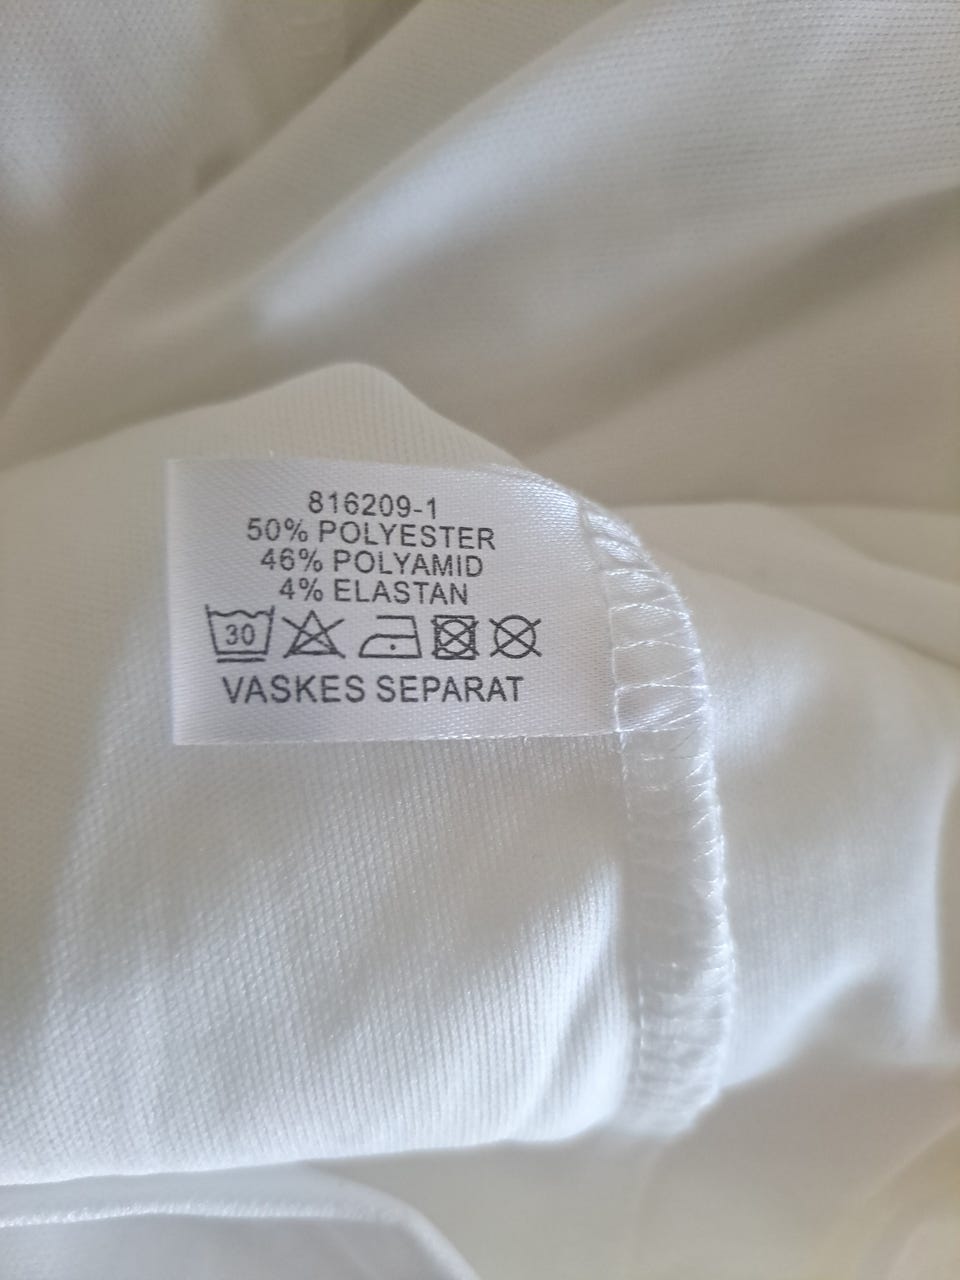 816209-1
50% POLYESTER
46% POLYAMID
4% ELASTAN
30
VASKES SEPARAT